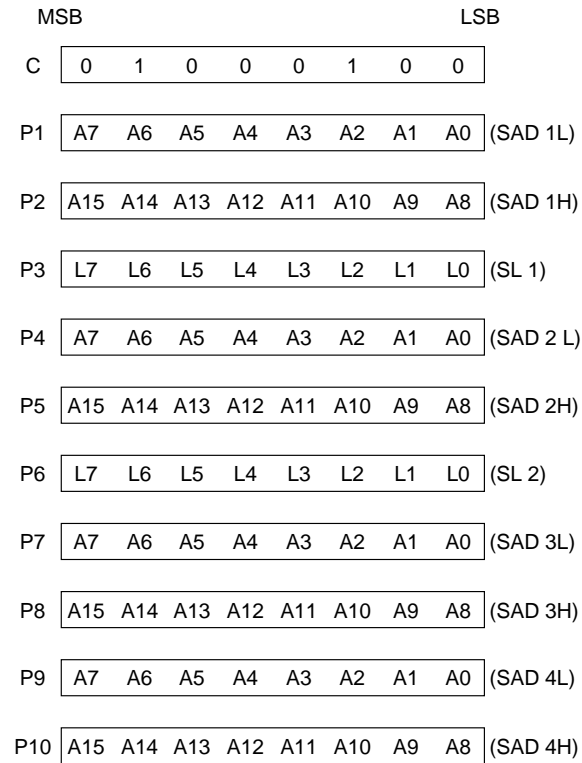 MSB LSB
C 0 1 0 0 0 1 0 0
P1 A7 A6 A5 A4 A3 A2 A1 A0 (SAD 1L)
P2 A15 A14 A13 A12 A11 A10 A9 A8 (SAD 1H)
P3 L7 L6 L5 L4 L3 L2 L1 L0 (SL 1)
P4 A7 A6 A5 A4 A3 A2 A1 A0 (SAD 2 L)
P5 A15 A14 A13 A12 A11 A10 A9 A8 (SAD 2H)
P6 L7 L6 L5 L4 L3 L2 L1 L0 (SL 2)
P7 A7 A6 A5 A4 A3 A2 A1 A0 (SAD 3L)
P8 A15 A14 A13 A12 A11 A10 A9 A8 (SAD 3H)
P9 A7 A6 A5 A4 A3 A2 A1 A0 (SAD 4L)
P10 A15 A14 A13 A12 A11 A10 A9 A8 (SAD 4H)